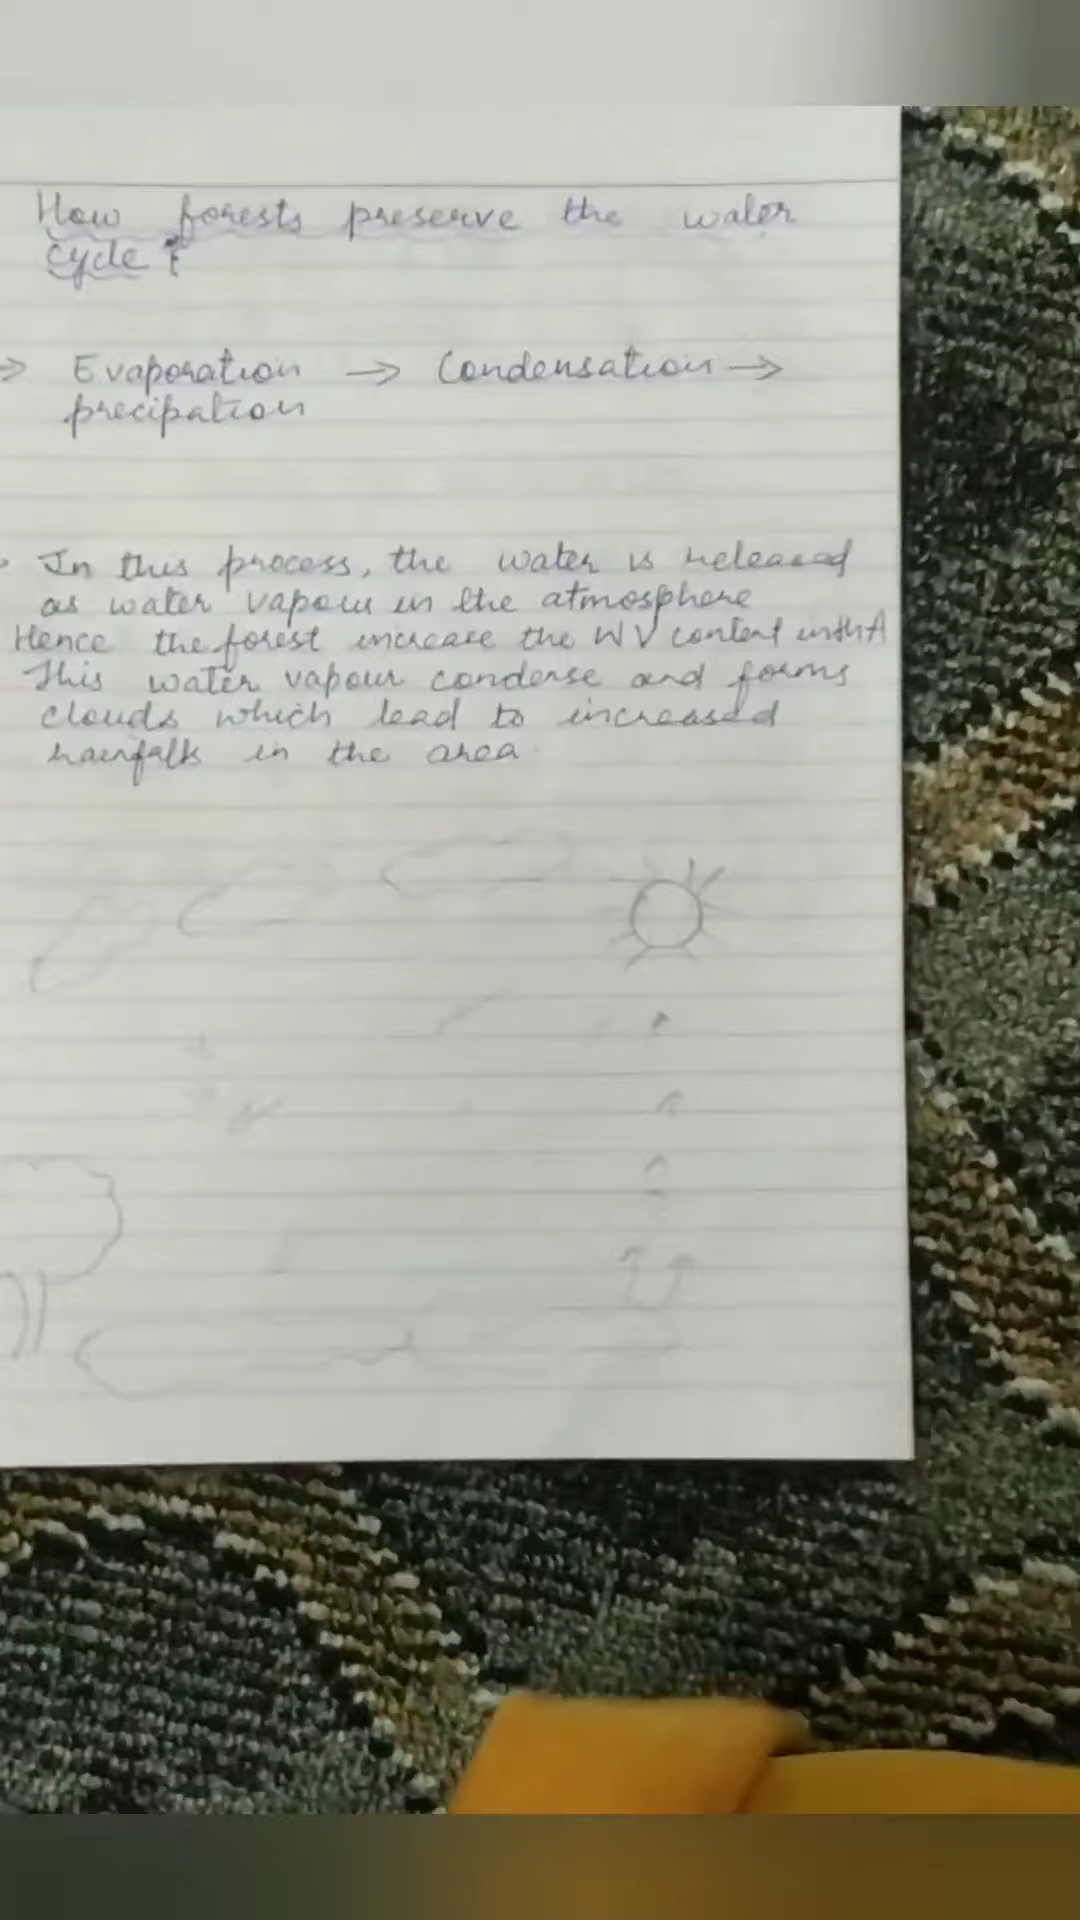 How forests preserve the water
cycle ?
→ Evaporation → Condensation →
precipation
In this process, the water is released
as water vapour in the atmosphere
Hence the forest increase the WV content in th A
This water vapour condense and forms
clouds which lead to increased
rainfalls in the area